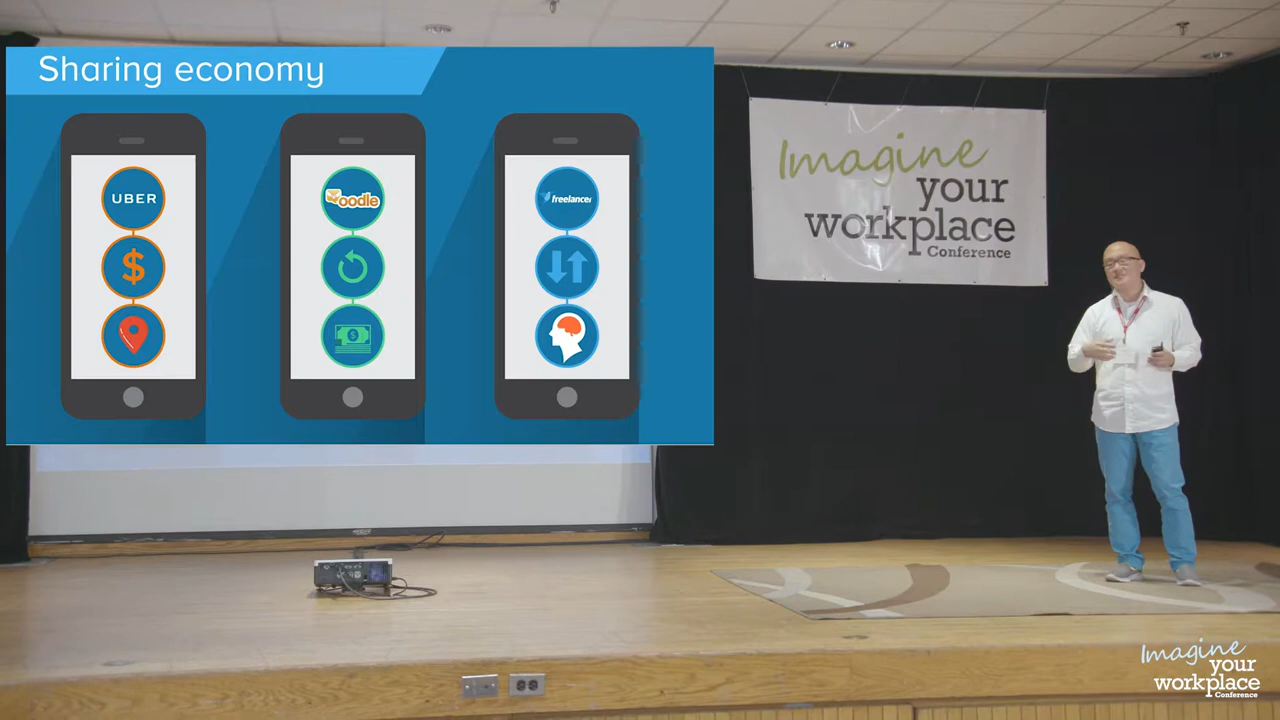 Sharing economy
UBER
$
oodle
$
freelancer
Imagine
your
workplace
Conference
Imagine
your
workplace
Conference